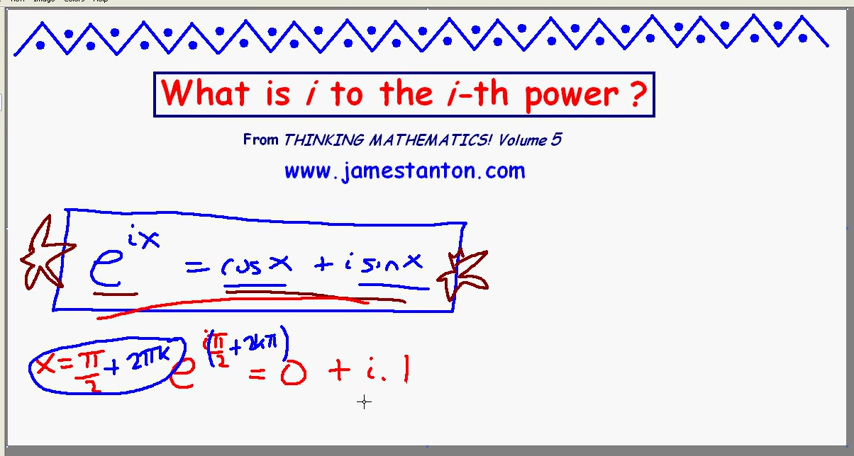 What is i to the i-th power ?
From THINKING MATHEMATICS! Volume 5
www.jamestanton.com
e^ix = cos x + i sin x
x = π/2 + 2πk e^i(π/2 + 2kπ) = 0 + i . 1